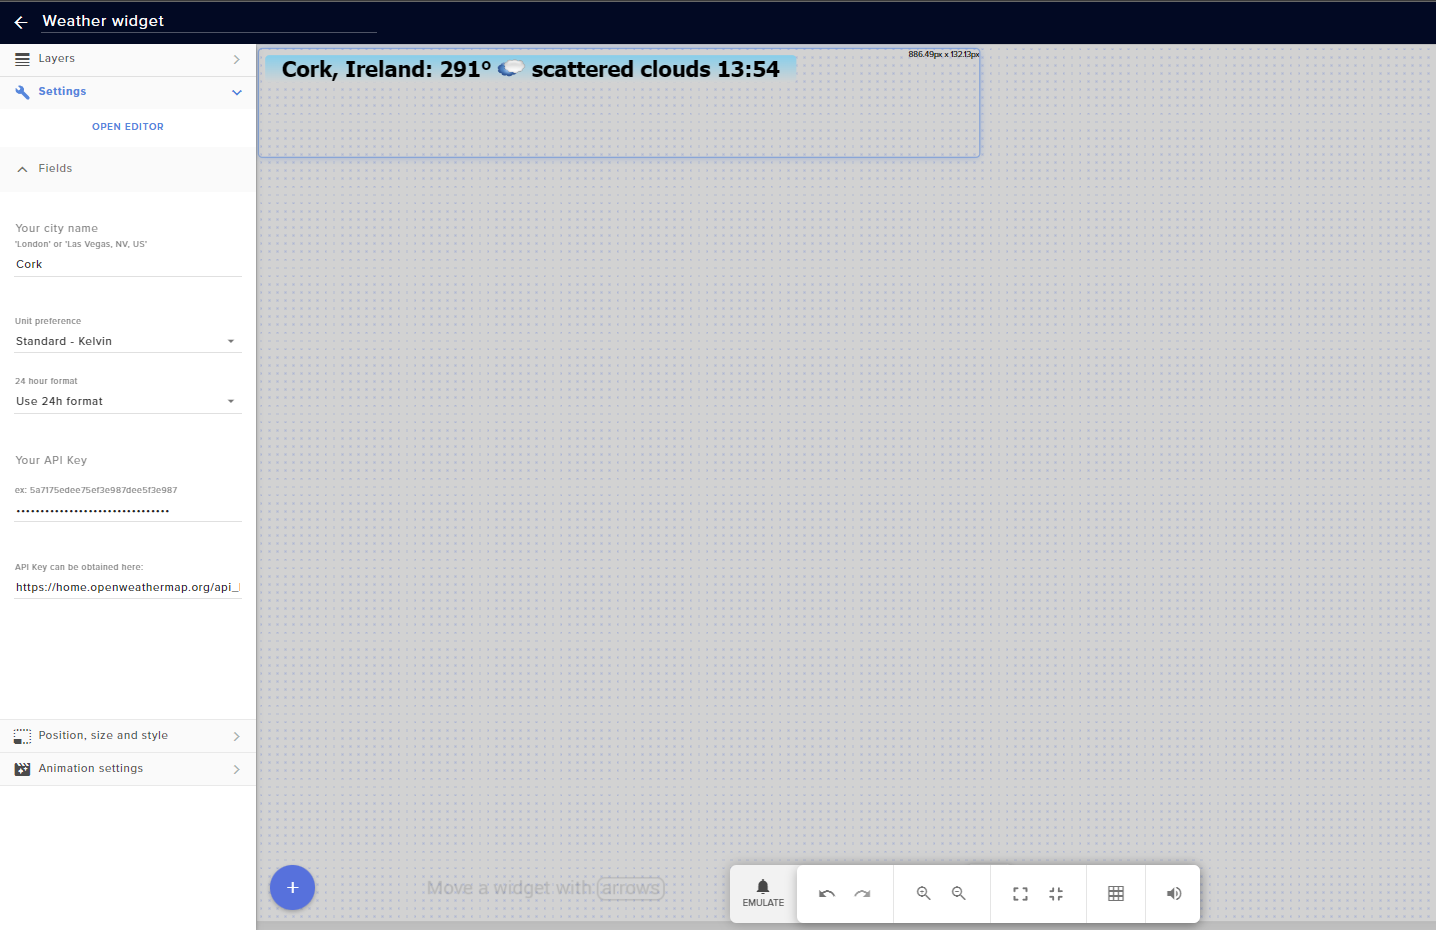 Weather widget
Layers
Settings
OPEN EDITOR
Fields
Your city name
'London' or 'Las Vegas, NV, US'
Cork
Unit preference
Standard - Kelvin
24 hour format
Use 24h format
Your API Key
ex: 5a7175edee75ef3e987dee5f3e987
••••••••••••••••••••••••••••••••
API Key can be obtained here:
https://home.openweathermap.org/api_
Position, size and style
Animation settings
886.49px x 132.13px
Cork, Ireland: 291° scattered clouds 13:54
Move a widget with arrows
EMULATE